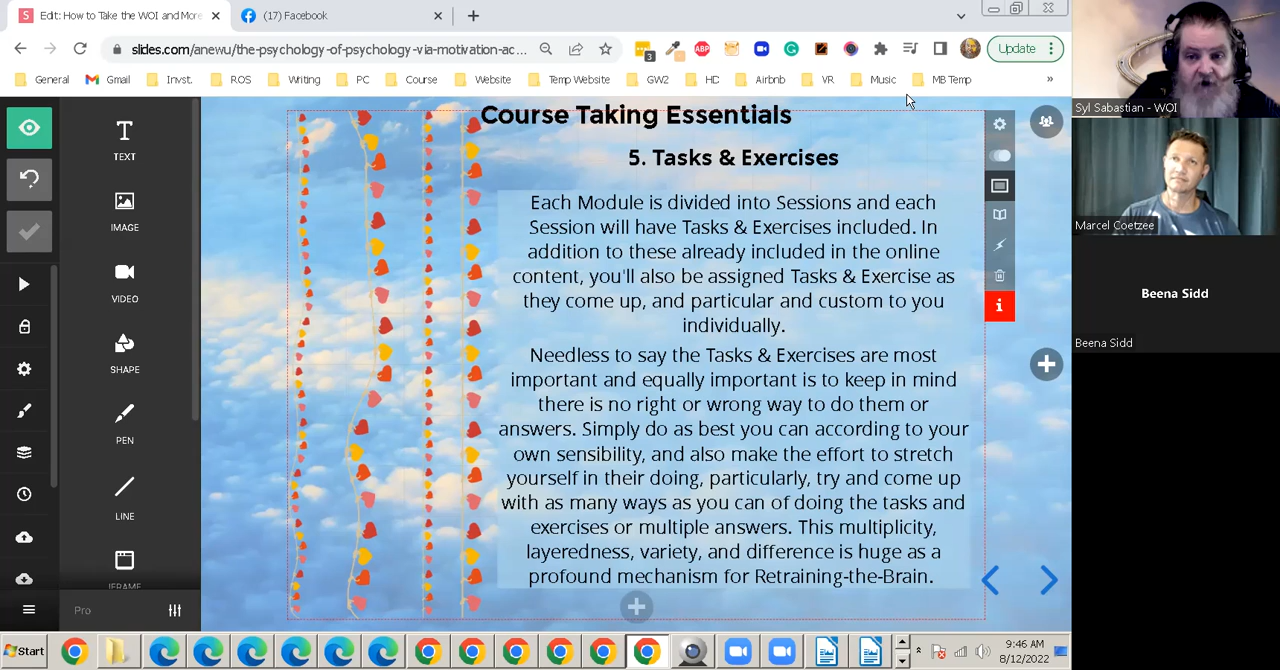 Edit: How to Take the WOI and More
(17) Facebook
slides.com/anewu/the-psychology-of-psychology-via-motivation-ac...
3
ABP
Update
General
Gmail
Invst.
ROS
Writing
PC
Course
Website
Temp Website
GW2
HD
Airbnb
VR
Music
MB Temp
»
Syl Sabastian - WOI
Marcel Coetzee
Beena Sidd
Beena Sidd
TEXT
IMAGE
VIDEO
SHAPE
PEN
LINE
IFRAME
Pro
Course Taking Essentials
5. Tasks & Exercises
Each Module is divided into Sessions and each
Session will have Tasks & Exercises included. In
addition to these already included in the online
content, you'll also be assigned Tasks & Exercise as
they come up, and particular and custom to you
individually.
Needless to say the Tasks & Exercises are most
important and equally important is to keep in mind
there is no right or wrong way to do them or
answers. Simply do as best you can according to your
own sensibility, and also make the effort to stretch
yourself in their doing, particularly, try and come up
with as many ways as you can of doing the tasks and
exercises or multiple answers. This multiplicity,
layeredness, variety, and difference is huge as a
profound mechanism for Retraining-the-Brain.
Start
9:46 AM
8/12/2022